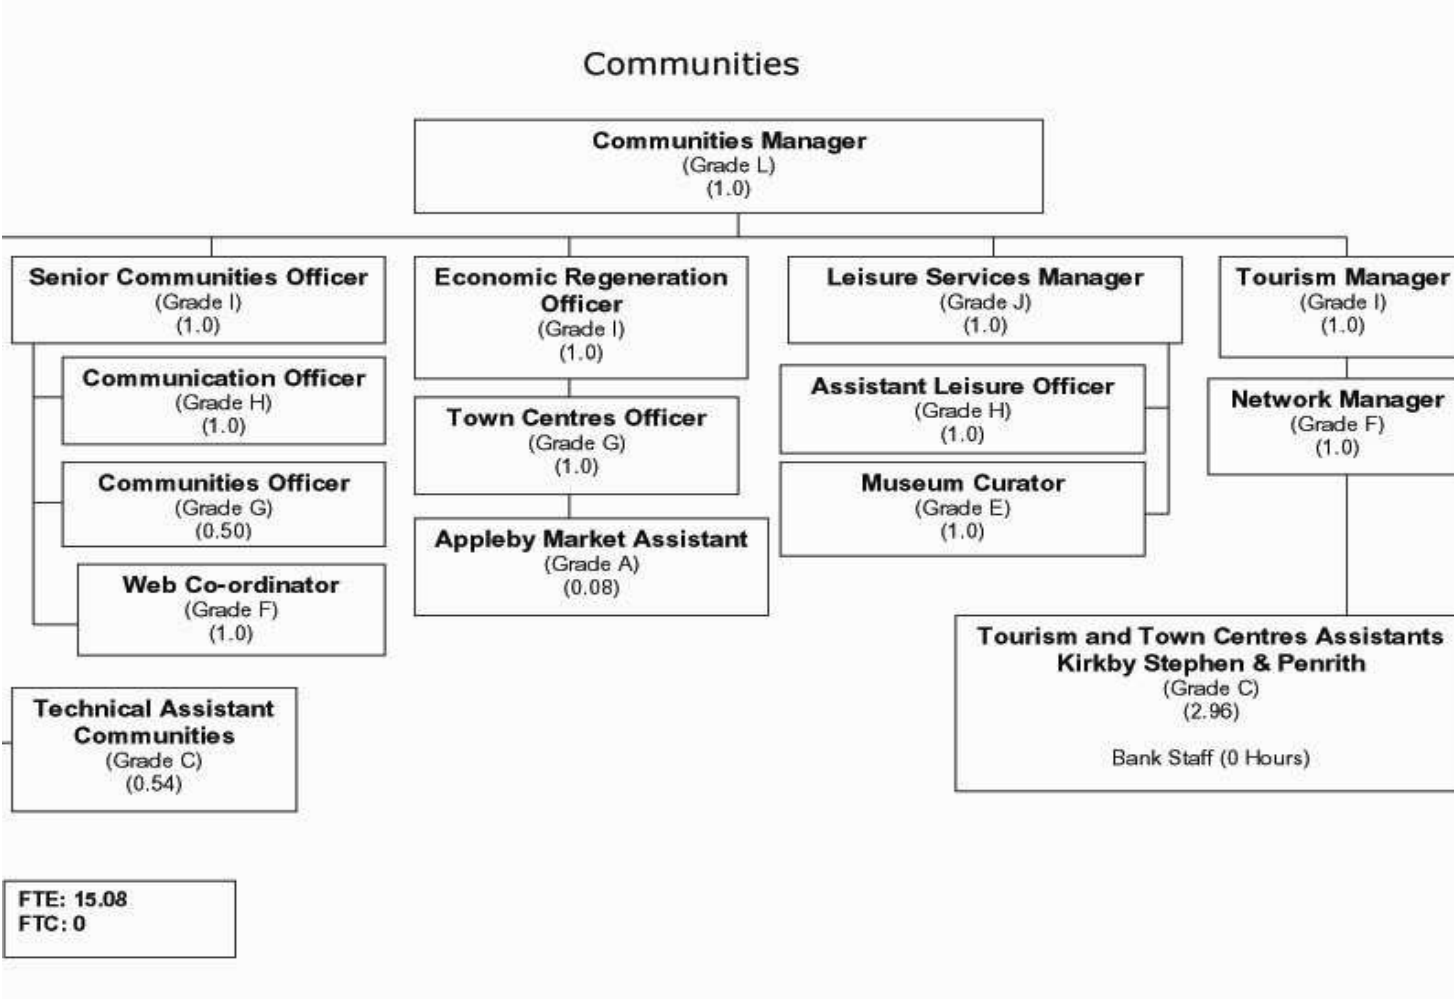 Communities
Communities Manager
(Grade L)
(1.0)
Senior Communities Officer
(Grade I)
(1.0)
Communication Officer
(Grade H)
(1.0)
Communities Officer
(Grade G)
(0.50)
Web Co-ordinator
(Grade F)
(1.0)
Technical Assistant
Communities
(Grade C)
(0.54)
Economic Regeneration
Officer
(Grade I)
(1.0)
Town Centres Officer
(Grade G)
(1.0)
Appleby Market Assistant
(Grade A)
(0.08)
Leisure Services Manager
(Grade J)
(1.0)
Assistant Leisure Officer
(Grade H)
(1.0)
Museum Curator
(Grade E)
(1.0)
Tourism Manager
(Grade I)
(1.0)
Network Manager
(Grade F)
(1.0)
Tourism and Town Centres Assistants
Kirkby Stephen & Penrith
(Grade C)
(2.96)
Bank Staff (0 Hours)
FTE: 15.08
FTC: 0